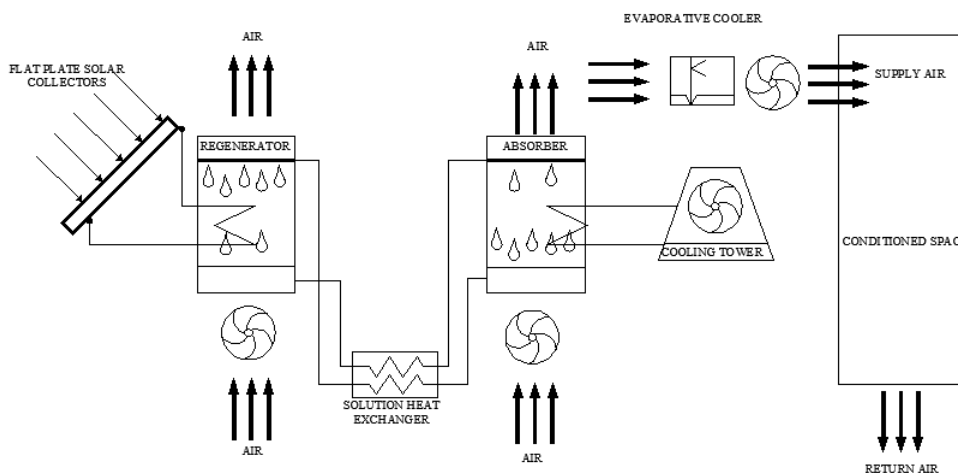 EVAPORATIVE COOLER
AIR
AIR
FLAT PLATE SOLAR
COLLECTORS
SUPPLY AIR
REGENERATOR
ABSORBER
CONDITIONED SPAC
COOLING TOWER
SOLUTION HEAT
EXCHANGER
AIR
AIR
RETURN AIR